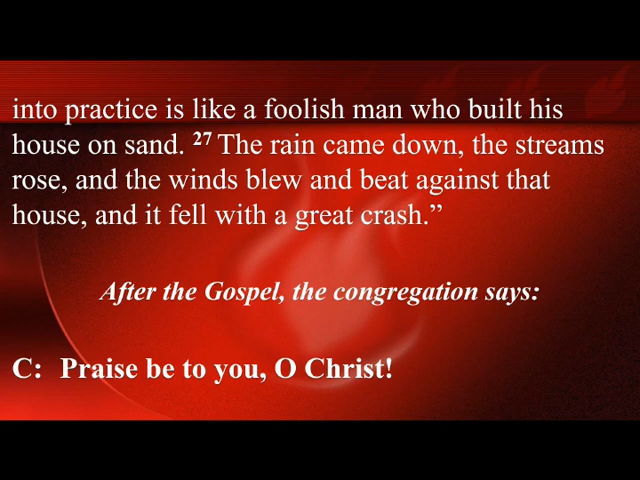 into practice is like a foolish man who built his
house on sand. 27 The rain came down, the streams
rose, and the winds blew and beat against that
house, and it fell with a great crash.”
After the Gospel, the congregation says:
C: Praise be to you, O Christ!